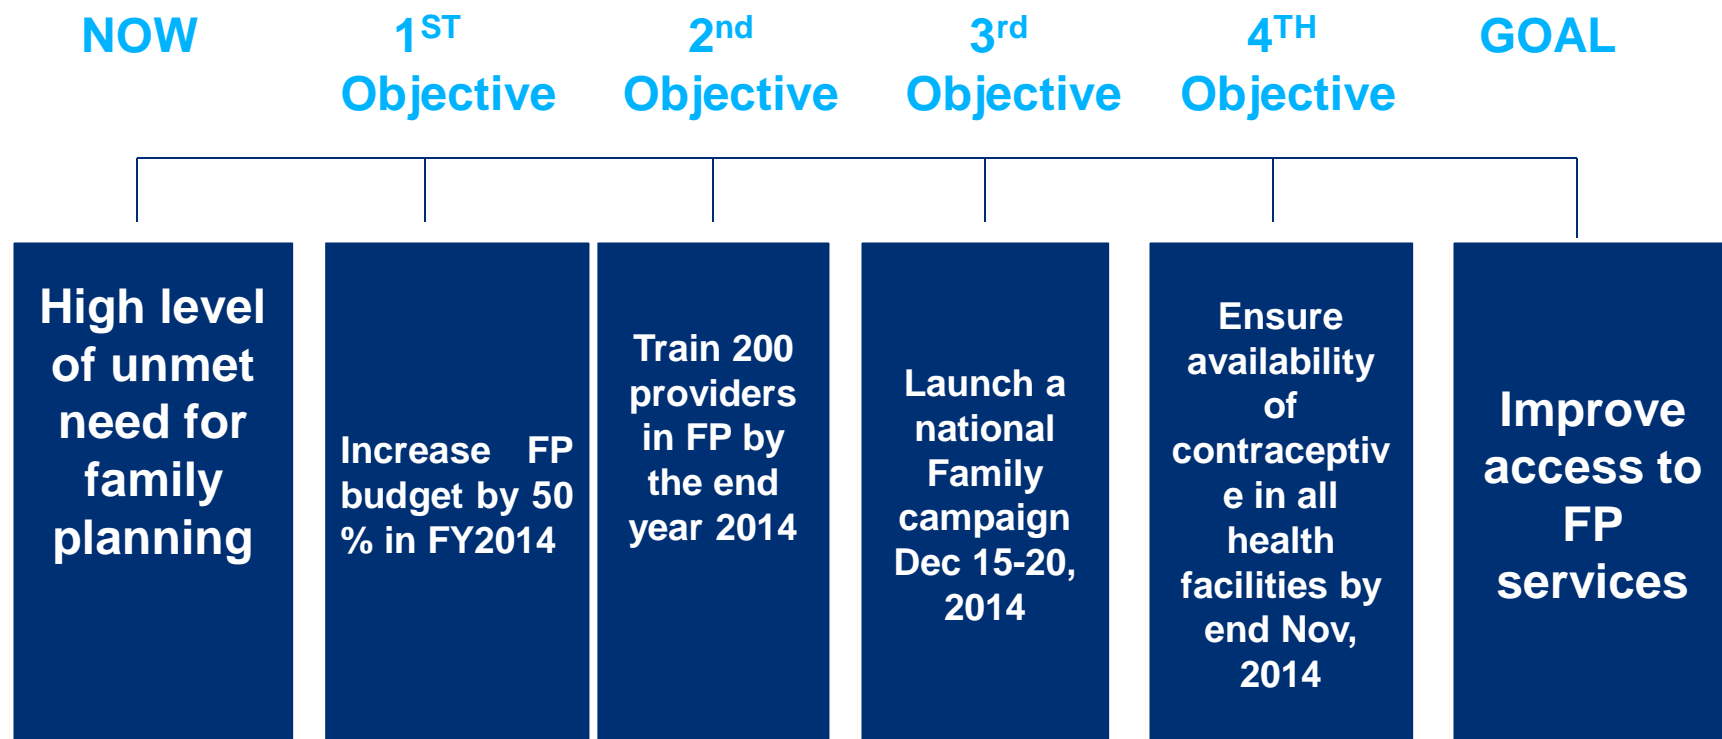 NOW
1ST
Objective
2nd
Objective
3rd
Objective
4TH
Objective
GOAL
High level
of unmet
need for
family
planning
Increase FP
budget by 50
% in FY2014
Train 200
providers
in FP by
the end
year 2014
Launch a
national
Family
campaign
Dec 15-20,
2014
Ensure
availability
of
contraceptiv
e in all
health
facilities by
end Nov,
2014
Improve
access to
FP
services